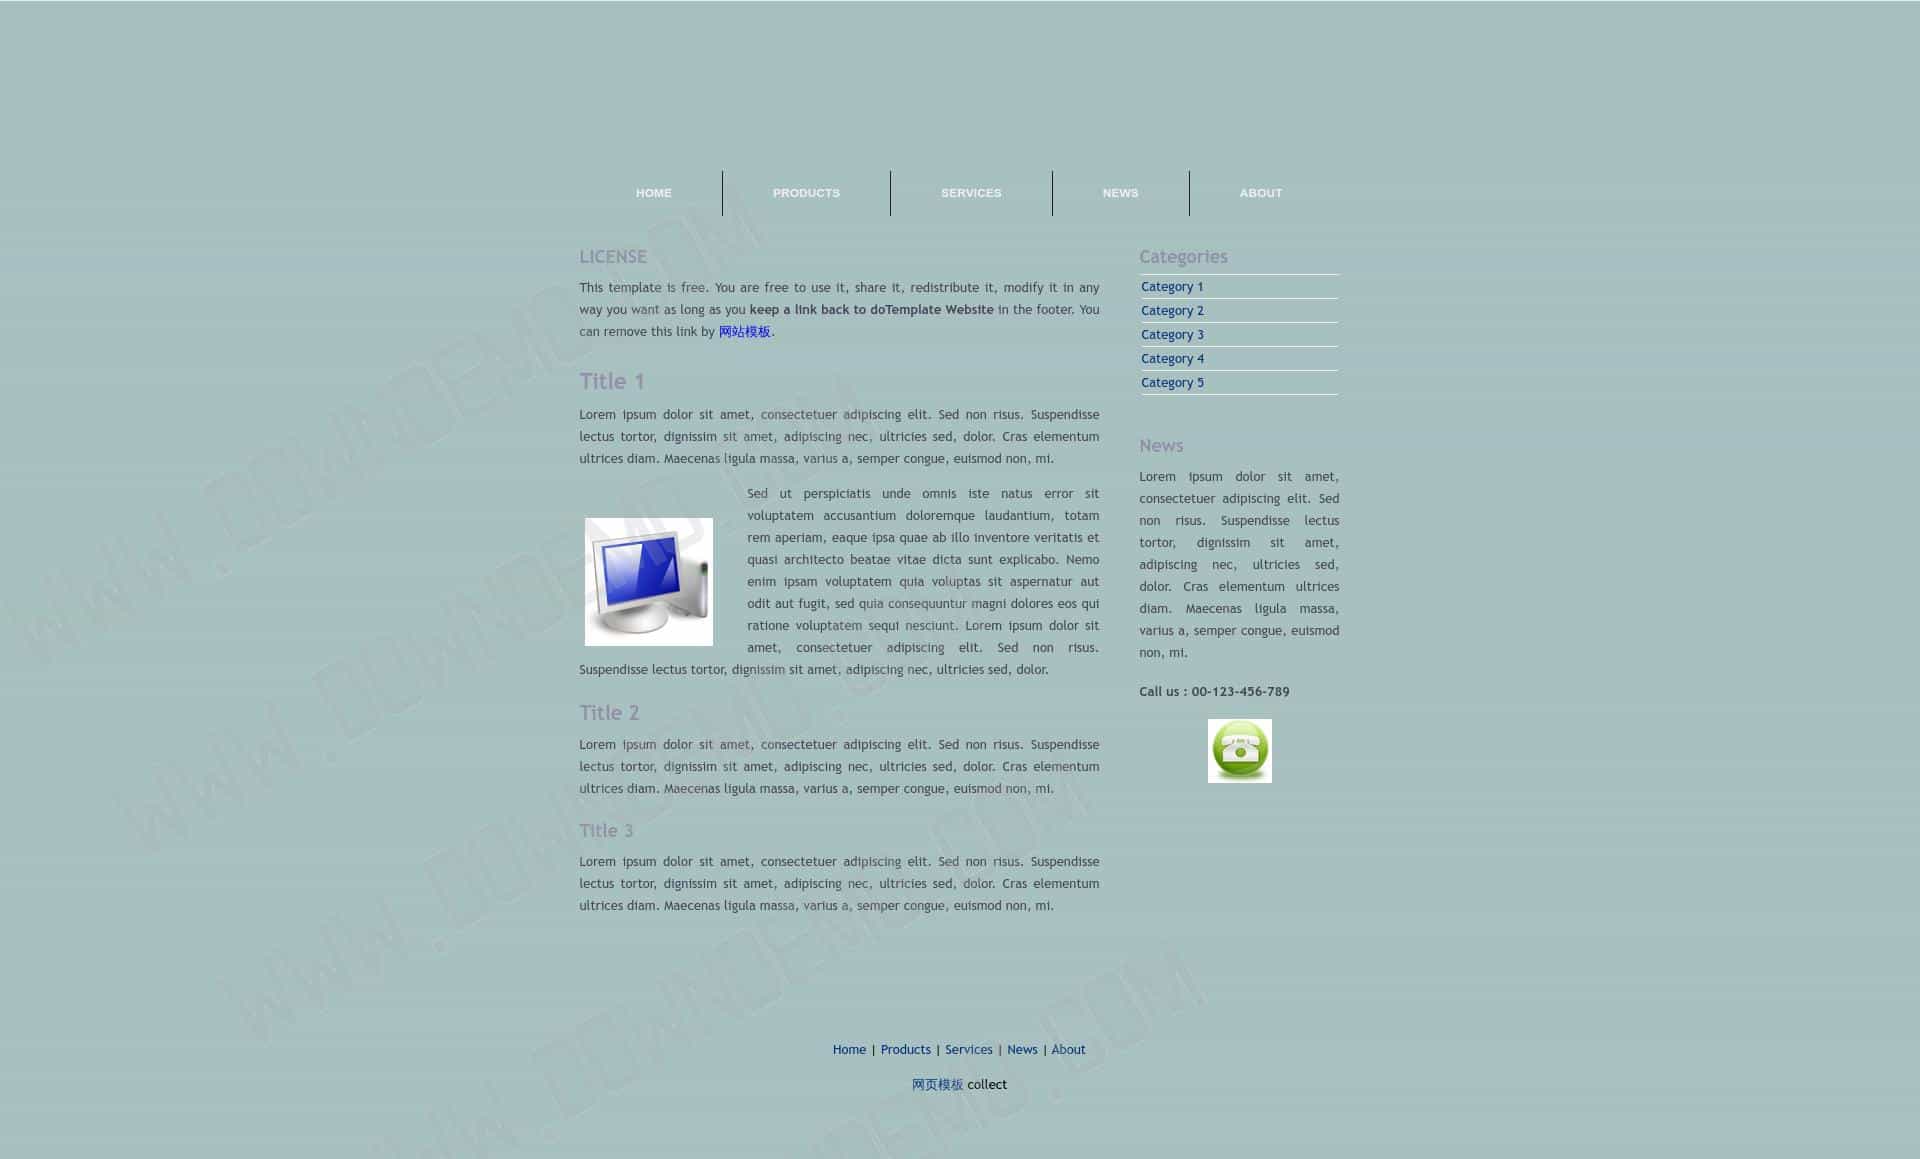 HOME
PRODUCTS
SERVICES
NEWS
ABOUT
LICENSE
This template is free. You are free to use it, share it, redistribute it, modify it in any
way you want as long as you keep a link back to doTemplate Website in the footer. You
can remove this link by 网站模板.
Title 1
Lorem ipsum dolor sit amet, consectetuer adipiscing elit. Sed non risus. Suspendisse
lectus tortor, dignissim sit amet, adipiscing nec, ultricies sed, dolor. Cras elementum
ultrices diam. Maecenas ligula massa, varius a, semper congue, euismod non, mi.
Sed ut perspiciatis unde omnis iste natus error sit
voluptatem accusantium doloremque laudantium, totam
rem aperiam, eaque ipsa quae ab illo inventore veritatis et
quasi architecto beatae vitae dicta sunt explicabo. Nemo
enim ipsam voluptatem quia voluptas sit aspernatur aut
odit aut fugit, sed quia consequuntur magni dolores eos qui
ratione voluptatem sequi nesciunt. Lorem ipsum dolor sit
amet, consectetuer adipiscing elit. Sed non risus.
Suspendisse lectus tortor, dignissim sit amet, adipiscing nec, ultricies sed, dolor.
Title 2
Lorem ipsum dolor sit amet, consectetuer adipiscing elit. Sed non risus. Suspendisse
lectus tortor, dignissim sit amet, adipiscing nec, ultricies sed, dolor. Cras elementum
ultrices diam. Maecenas ligula massa, varius a, semper congue, euismod non, mi.
Title 3
Lorem ipsum dolor sit amet, consectetuer adipiscing elit. Sed non risus. Suspendisse
lectus tortor, dignissim sit amet, adipiscing nec, ultricies sed, dolor. Cras elementum
ultrices diam. Maecenas ligula massa, varius a, semper congue, euismod non, mi.
Categories
Category 1
Category 2
Category 3
Category 4
Category 5
News
Lorem ipsum dolor sit amet,
consectetuer adipiscing elit. Sed
non risus. Suspendisse lectus
tortor, dignissim sit amet,
adipiscing nec, ultricies sed,
dolor. Cras elementum ultrices
diam. Maecenas ligula massa,
varius a, semper congue, euismod
non, mi.
Call us : 00-123-456-789
Home | Products | Services | News | About
网页模板 collect
WWW.DOWNDEMO.COM
WWW.DOWNDEMO.COM
WWW.DOWNDEMO.COM
WWW.DOWNDEMO.COM
DEMO.COM